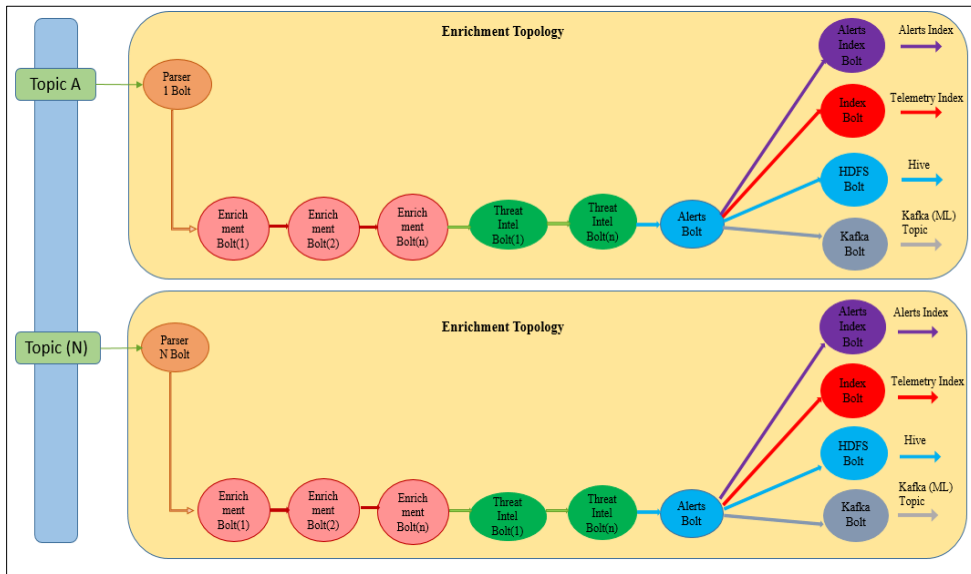 Enrichment Topology
Topic A
Parser
1 Bolt
Enrich
ment
Bolt(1)
Enrich
ment
Bolt(2)
Enrich
ment
Bolt(n)
Threat
Intel
Bolt(1)
Threat
Intel
Bolt(n)
Alerts
Bolt
Alerts
Index
Bolt
Alerts Index
Index
Bolt
Telemetry Index
HDFS
Bolt
Hive
Kafka
Bolt
Kafka (ML)
Topic
Enrichment Topology
Topic (N)
Parser
N Bolt
Enrich
ment
Bolt(1)
Enrich
ment
Bolt(2)
Enrich
ment
Bolt(n)
Threat
Intel
Bolt(1)
Threat
Intel
Bolt(n)
Alerts
Bolt
Alerts
Index
Bolt
Alerts Index
Index
Bolt
Telemetry Index
HDFS
Bolt
Hive
Kafka
Bolt
Kafka (ML)
Topic